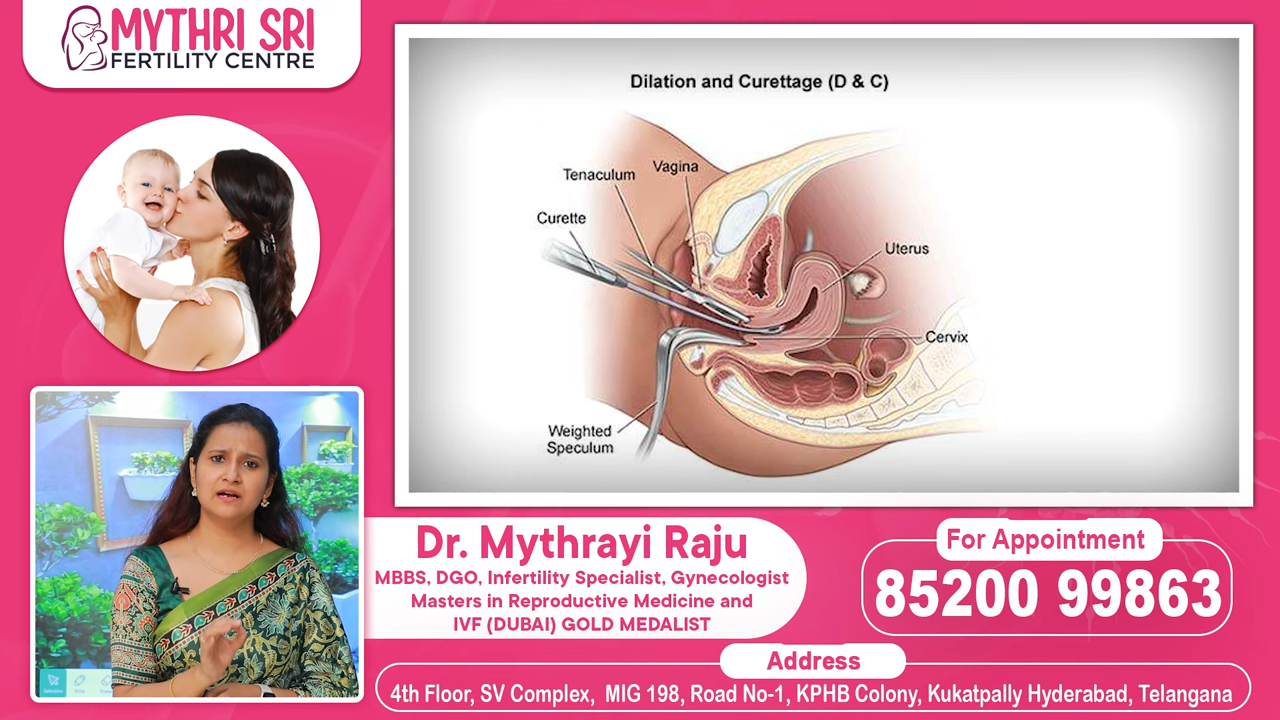 MYTHRI SRI
FERTILITY CENTRE
Dilation and Curettage (D & C)
Tenaculum
Vagina
Curette
Uterus
Cervix
Weighted
Speculum
Dr. Mythrayi Raju
MBBS, DGO, Infertility Specialist, Gynecologist
Masters in Reproductive Medicine and
IVF (DUBAI) GOLD MEDALIST
For Appointment
85200 99863
Address
4th Floor, SV Complex, MIG 198, Road No-1, KPHB Colony, Kukatpally Hyderabad, Telangana